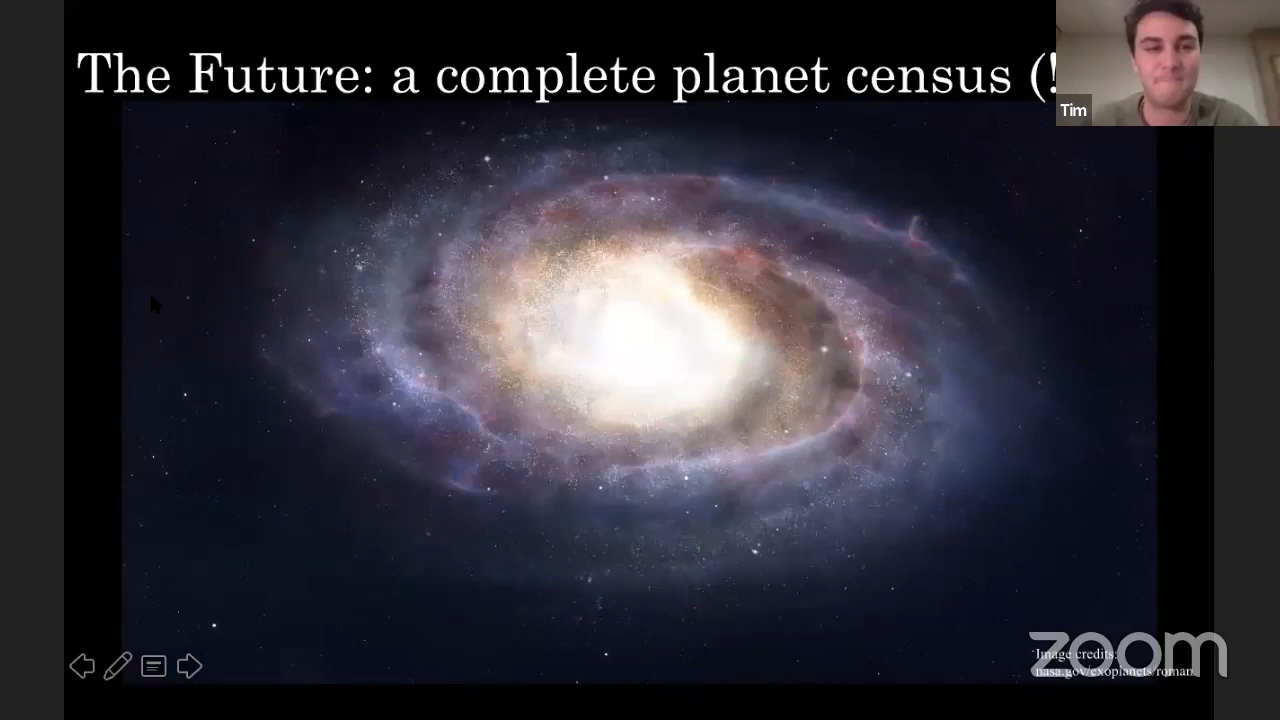 The Future: a complete planet census (!
Tim
zoom
Image credits:
nasa.gov/exoplanets/roman